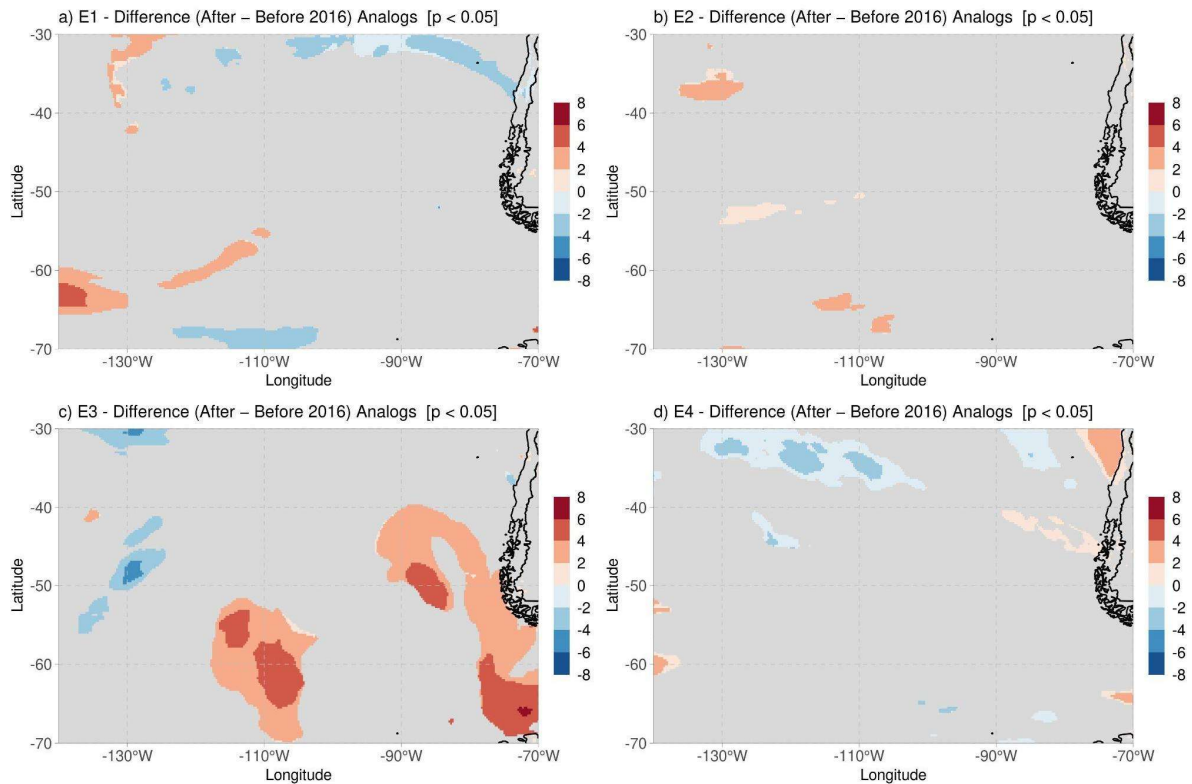 a) E1 - Difference (After – Before 2016) Analogs [p < 0.05]
-30
-40
-50
-60
-70
Latitude
-130°W
-110°W
-90°W
-70°W
Longitude
8
6
4
2
0
-2
-4
-6
-8
b) E2 - Difference (After – Before 2016) Analogs [p < 0.05]
-30
-40
-50
-60
-70
Latitude
-130°W
-110°W
-90°W
-70°W
Longitude
8
6
4
2
0
-2
-4
-6
-8
c) E3 - Difference (After – Before 2016) Analogs [p < 0.05]
-30
-40
-50
-60
-70
Latitude
-130°W
-110°W
-90°W
-70°W
Longitude
8
6
4
2
0
-2
-4
-6
-8
d) E4 - Difference (After – Before 2016) Analogs [p < 0.05]
-30
-40
-50
-60
-70
Latitude
-130°W
-110°W
-90°W
-70°W
Longitude
8
6
4
2
0
-2
-4
-6
-8